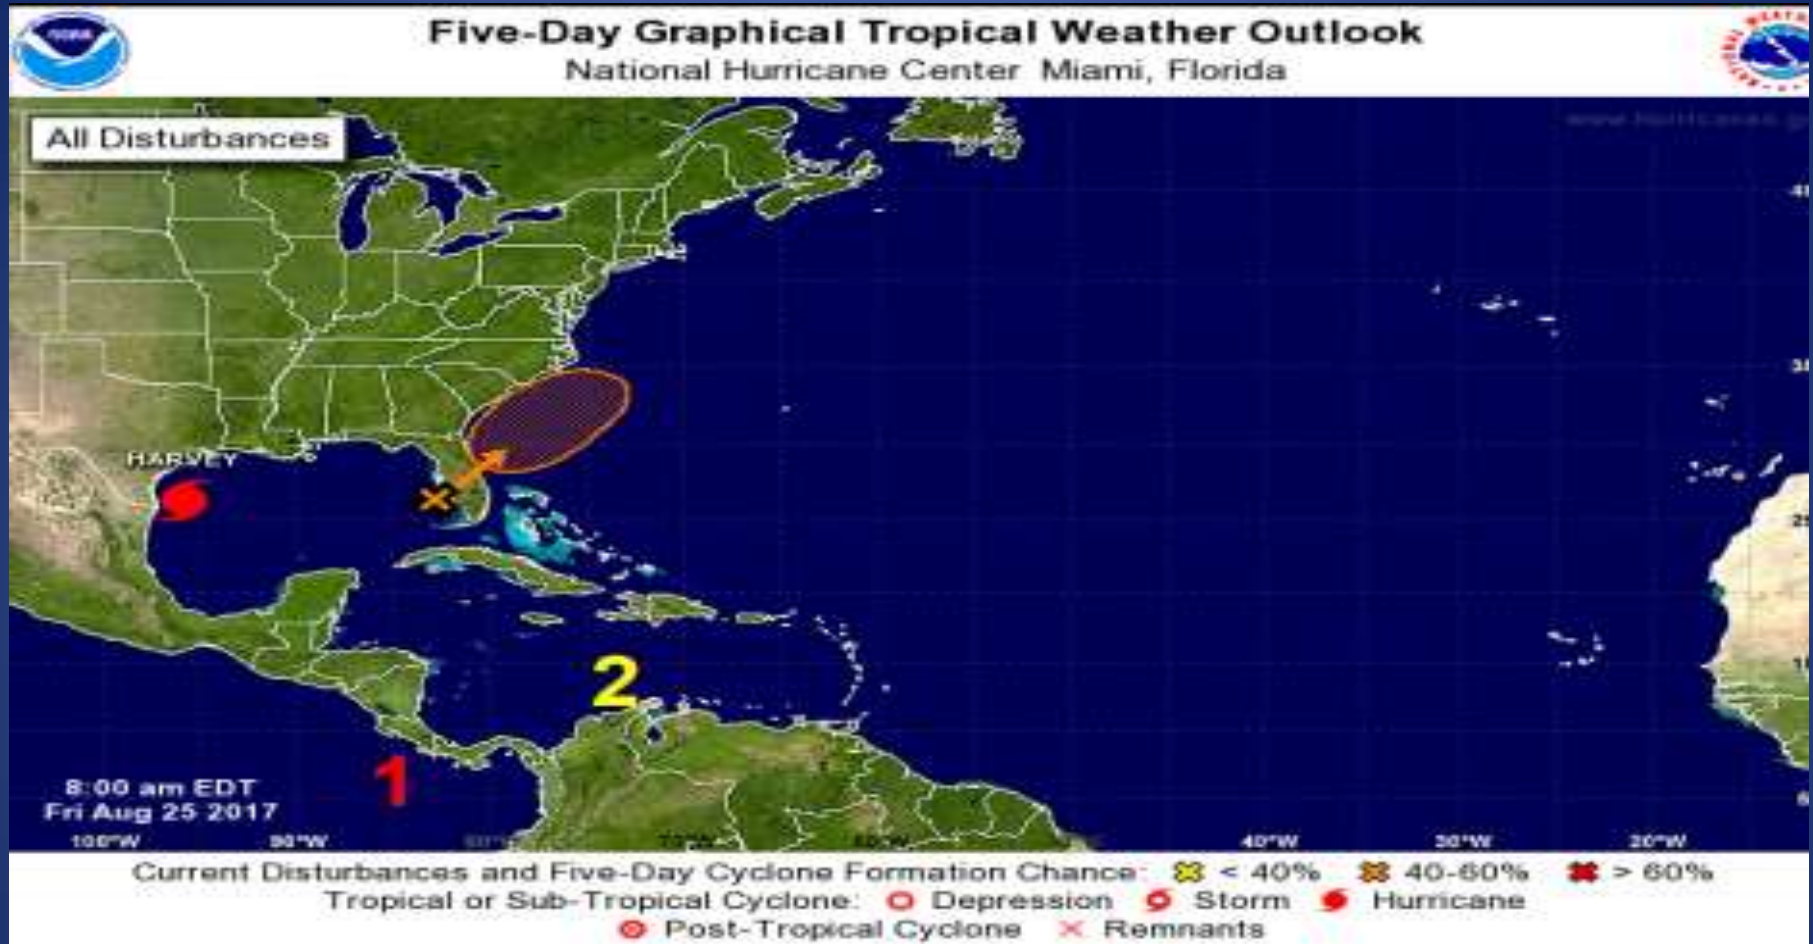 Five-Day Graphical Tropical Weather Outlook
National Hurricane Center Miami, Florida
All Disturbances
HARVEY
2
1
8:00 am EDT
Fri Aug 25 2017
100°W 90°W 40°W 30°W 20°W
Current Disturbances and Five-Day Cyclone Formation Chance: < 40% 40-60% > 60%
Tropical or Sub-Tropical Cyclone: Depression Storm Hurricane
Post-Tropical Cyclone Remnants